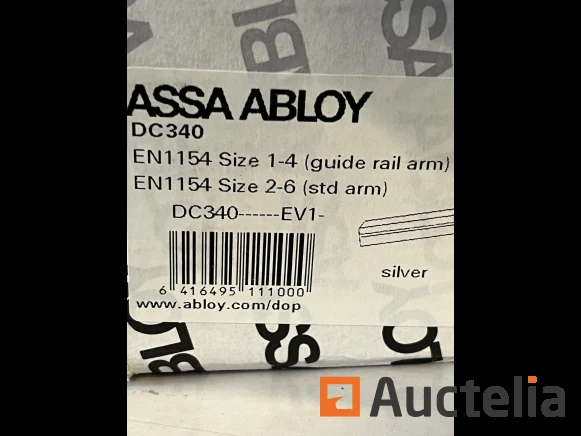 ASSA ABLOY
DC340
EN1154 Size 1-4 (guide rail arm)
EN1154 Size 2-6 (std arm)
DC340------EV1-
silver
6 416495 111000
www.abloy.com/dop
Auctelia